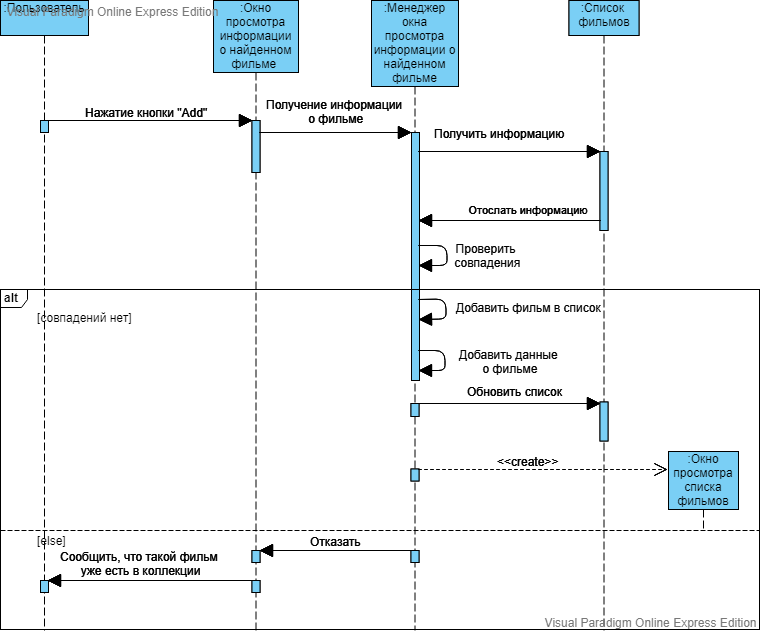 :Пользователь
Visual Paradigm Online Express Edition
:Окно
просмотра
информации
о найденном
фильме
:Менеджер
окна
просмотра
информации о
найденном
фильме
:Список
фильмов
Нажатие кнопки "Add"
Получение информации
о фильме
Получить информацию
Отослать информацию
Проверить
совпадения
alt
[совпадений нет]
Добавить фильм в список
Добавить данные
о фильме
Обновить список
<<create>>
:Окно
просмотра
списка
фильмов
[else]
Отказать
Сообщить, что такой фильм
уже есть в коллекции
Visual Paradigm Online Express Edition